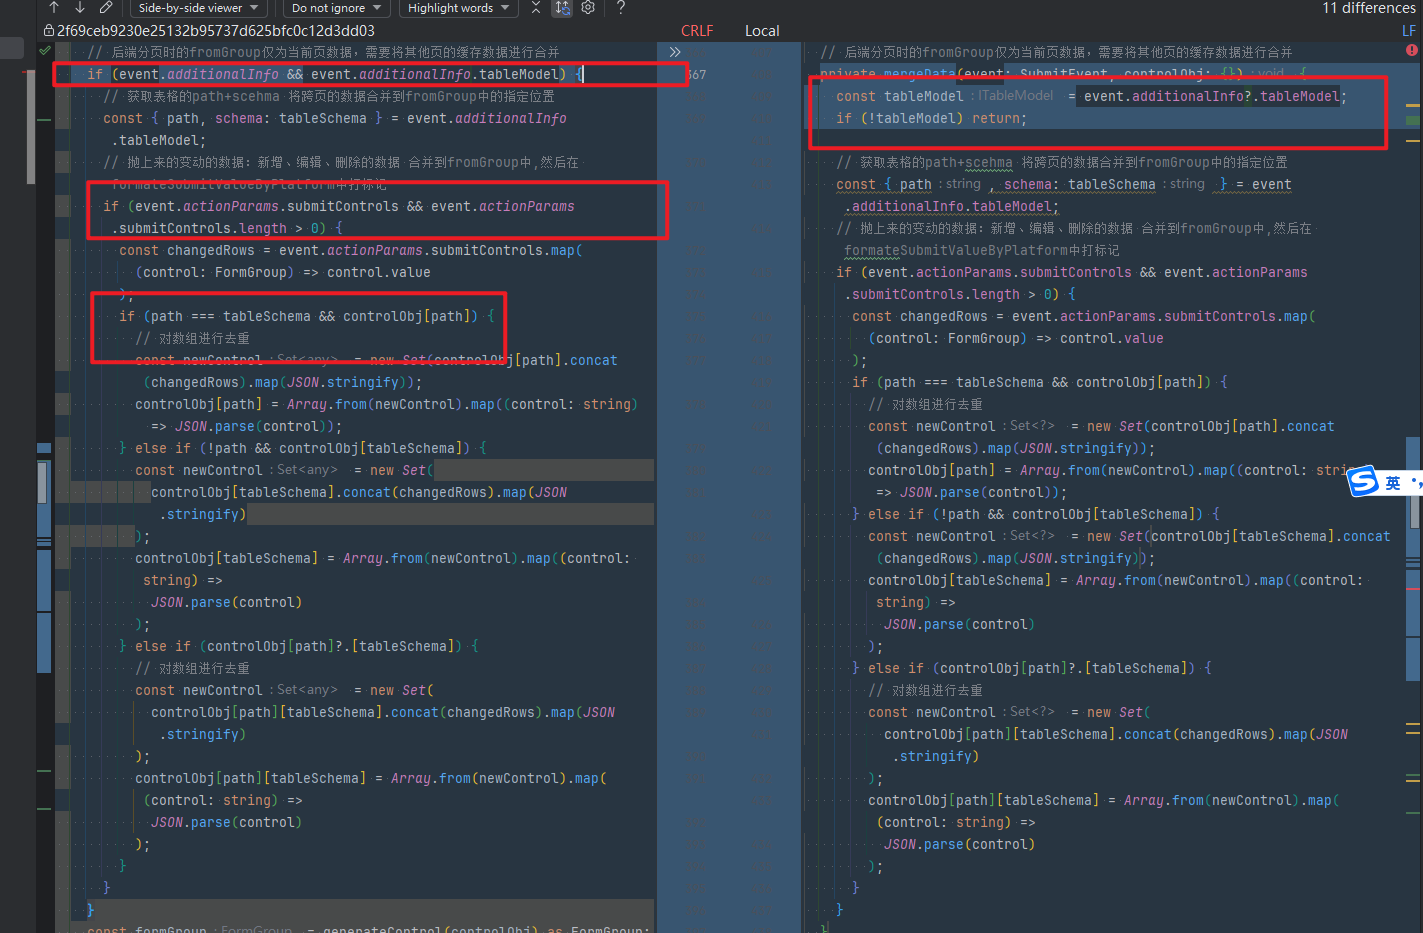 Side-by-side viewer
Do not ignore
Highlight words
?
11 differences
2f69ceb9230e25132b95737d625bfc0c12d3dd03
CRLF
Local
LF
// 后端分页时的fromGroup仅为当前页数据, 需要将其他页的缓存数据进行合并
if (event.additionalInfo && event.additionalInfo.tableModel) {
// 获取表格的path+scehma 将跨页的数据合并到fromGroup中的指定位置
const { path, schema: tableSchema } = event.additionalInfo
.tableModel;
// 抛上来的变动的数据: 新增、编辑、删除的数据 合并到fromGroup中,然后在
formateSubmitValueByPlatform中打标记
if (event.actionParams.submitControls && event.actionParams
.submitControls.length > 0) {
const changedRows = event.actionParams.submitControls.map(
(control: FormGroup) => control.value
);
if (path === tableSchema && controlObj[path]) {
// 对数组进行去重
const newControl : Set<any> = new Set(controlObj[path].concat
(changedRows).map(JSON.stringify));
controlObj[path] = Array.from(newControl).map((control: string)
=> JSON.parse(control));
} else if (!path && controlObj[tableSchema]) {
const newControl : Set<any> = new Set(
controlObj[tableSchema].concat(changedRows).map(JSON
.stringify)
);
controlObj[tableSchema] = Array.from(newControl).map((control:
string) =>
JSON.parse(control)
);
} else if (controlObj[path]?.[tableSchema]) {
// 对数组进行去重
const newControl : Set<any> = new Set(
controlObj[path][tableSchema].concat(changedRows).map(JSON
.stringify)
);
controlObj[path][tableSchema] = Array.from(newControl).map(
(control: string) =>
JSON.parse(control)
);
}
}
}
const formGroup : FormGroup = generateControl(controlObj) as FormGroup;
367
// 后端分页时的fromGroup仅为当前页数据, 需要将其他页的缓存数据进行合并
private mergeData(event: SubmitEvent, controlObj: {}) : void {
const tableModel : ITableModel = event.additionalInfo?.tableModel;
if (!tableModel) return;
// 获取表格的path+scehma 将跨页的数据合并到fromGroup中的指定位置
const { path : string , schema: tableSchema : string } = event
.additionalInfo.tableModel;
// 抛上来的变动的数据: 新增、编辑、删除的数据 合并到fromGroup中,然后在
formateSubmitValueByPlatform中打标记
if (event.actionParams.submitControls && event.actionParams
.submitControls.length > 0) {
const changedRows = event.actionParams.submitControls.map(
(control: FormGroup) => control.value
);
if (path === tableSchema && controlObj[path]) {
// 对数组进行去重
const newControl : Set<?> = new Set(controlObj[path].concat
(changedRows).map(JSON.stringify));
controlObj[path] = Array.from(newControl).map((control: string)
=> JSON.parse(control));
} else if (!path && controlObj[tableSchema]) {
const newControl : Set<?> = new Set(controlObj[tableSchema].concat
(changedRows).map(JSON.stringify));
controlObj[tableSchema] = Array.from(newControl).map((control:
string) =>
JSON.parse(control)
);
} else if (controlObj[path]?.[tableSchema]) {
// 对数组进行去重
const newControl : Set<?> = new Set(
controlObj[path][tableSchema].concat(changedRows).map(JSON
.stringify)
);
controlObj[path][tableSchema] = Array.from(newControl).map(
(control: string) =>
JSON.parse(control)
);
}
}
}
英